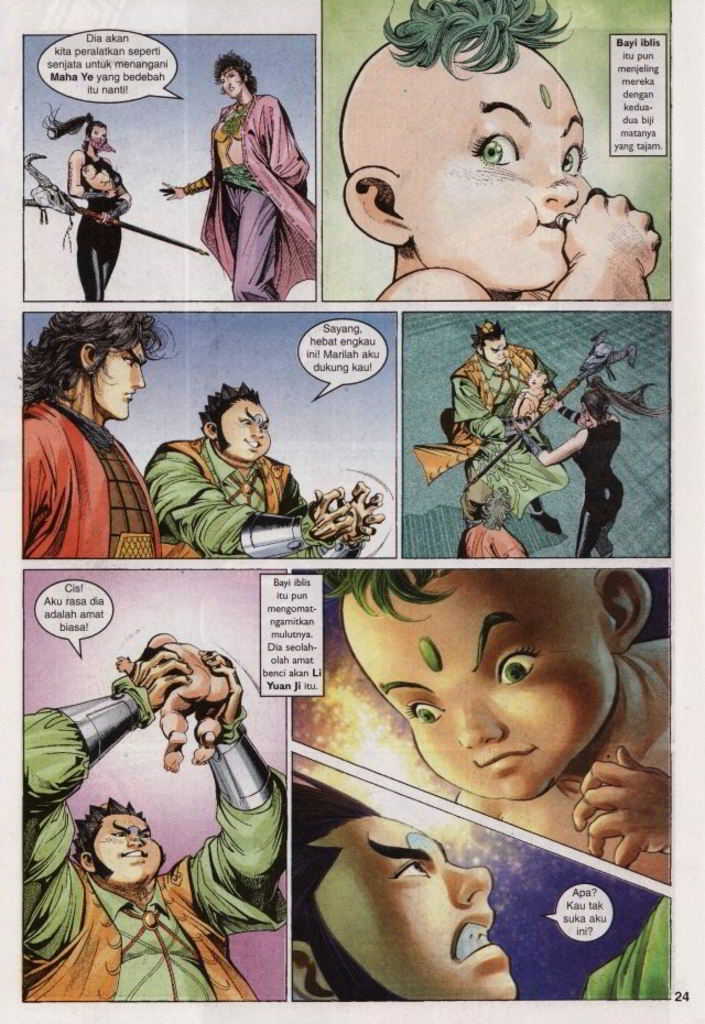 Dia akan
kita peralatkan seperti
senjata untuk menangani
Maha Ye yang bedebah
itu nanti!
Bayi iblis
itu pun
menjeling
mereka
dengan
kedua-
dua biji
matanya
yang tajam.
Sayang,
hebat engkau
ini! Marilah aku
dukung kau!
Cis!
Aku rasa dia
adalah amat
biasa!
Bayi iblis
itu pun
mengomat-
ngamitkan
mulutnya.
Dia seolah-
olah amat
benci akan Li
Yuan Ji itu.
Apa?
Kau tak
suka aku
ini?
24